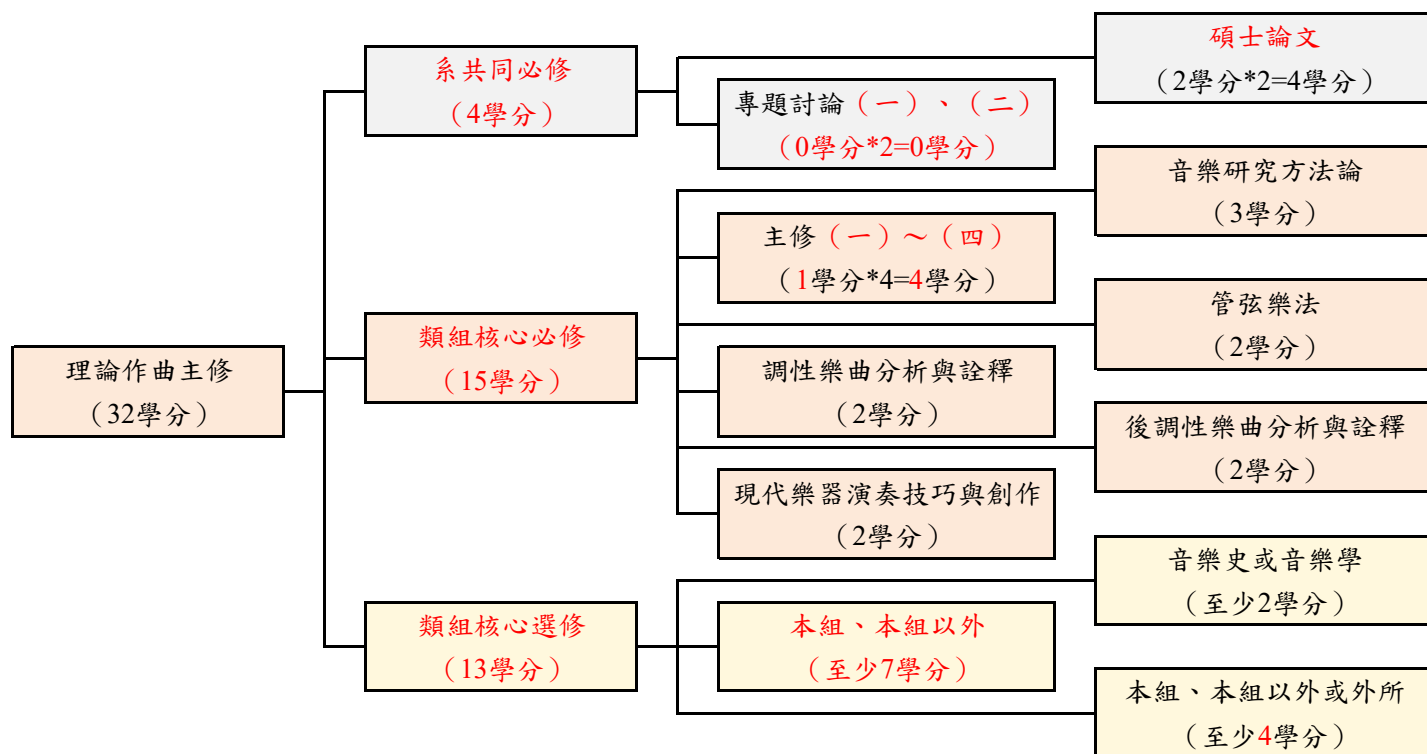 理論作曲主修
（32學分）
系共同必修
（4學分）
碩士論文
（2學分*2=4學分）
專題討論（一）、（二）
（0學分*2=0學分）
類組核心必修
（15學分）
音樂研究方法論
（3學分）
主修（一）～（四）
（1學分*4=4學分）
管弦樂法
（2學分）
調性樂曲分析與詮釋
（2學分）
後調性樂曲分析與詮釋
（2學分）
現代樂器演奏技巧與創作
（2學分）
類組核心選修
（13學分）
音樂史或音樂學
（至少2學分）
本組、本組以外
（至少7學分）
本組、本組以外或外所
（至少4學分）